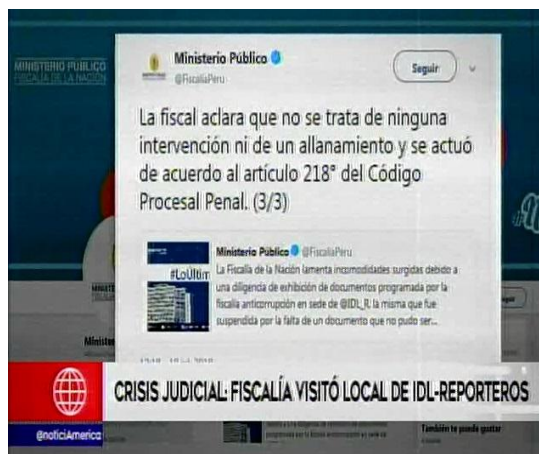 MINISTERIO PUBLICO
FISCALIA DE LA NACIÓN
Ministerio Público
@FiscaliaPeru
Seguir
La fiscal aclara que no se trata de ninguna
intervención ni de un allanamiento y se actuó
de acuerdo al artículo 218° del Código
Procesal Penal. (3/3)
Ministerio Público @FiscaliaPeru
#LoÚltim
La Fiscalía de la Nación lamenta incomodidades surgidas debido a
una diligencia de exhibición de documentos programada por la
fiscalía anticorrupción en sede de @IDL_R; la misma que fue
suspendida por la falta de un documento que no pudo ser...
Ministe
CRISIS JUDICIAL: FISCALÍA VISITÓ LOCAL DE IDL-REPORTEROS
@noticiAmerica
También te puede gustar